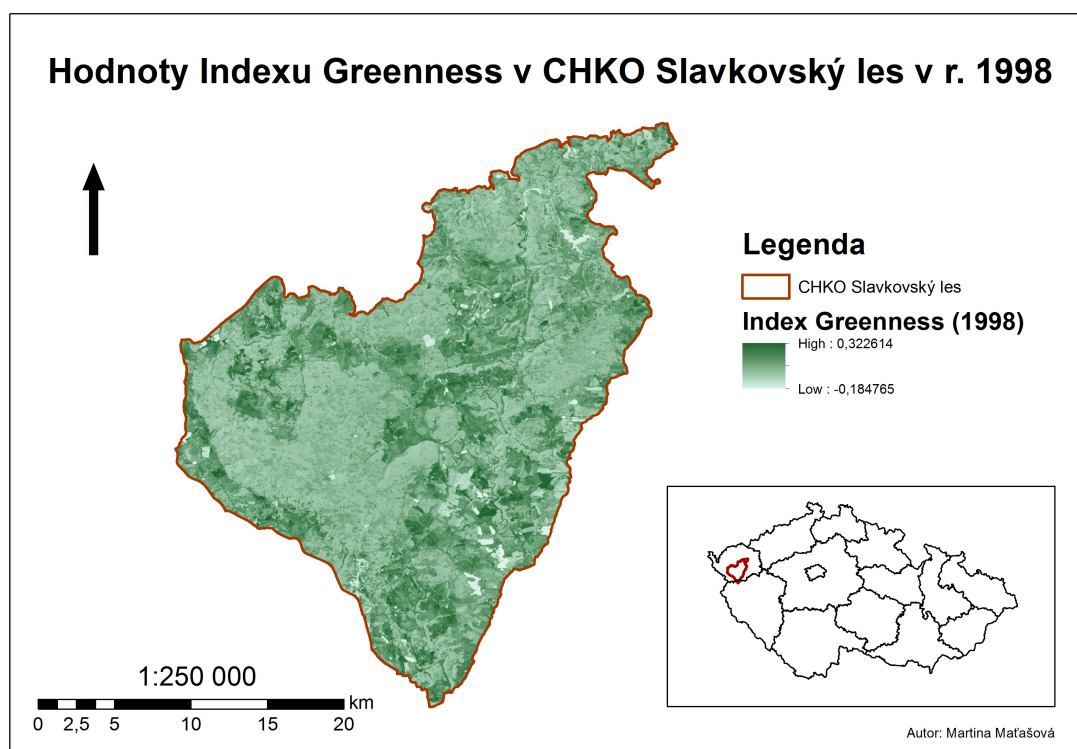 Hodnoty Indexu Greenness v CHKO Slavkovský les v r. 1998
Legenda
CHKO Slavkovský les
Index Greenness (1998)
High : 0,322614
Low : -0,184765
1:250 000
km
0 2,5 5 10 15 20
Autor: Martina Maťašová